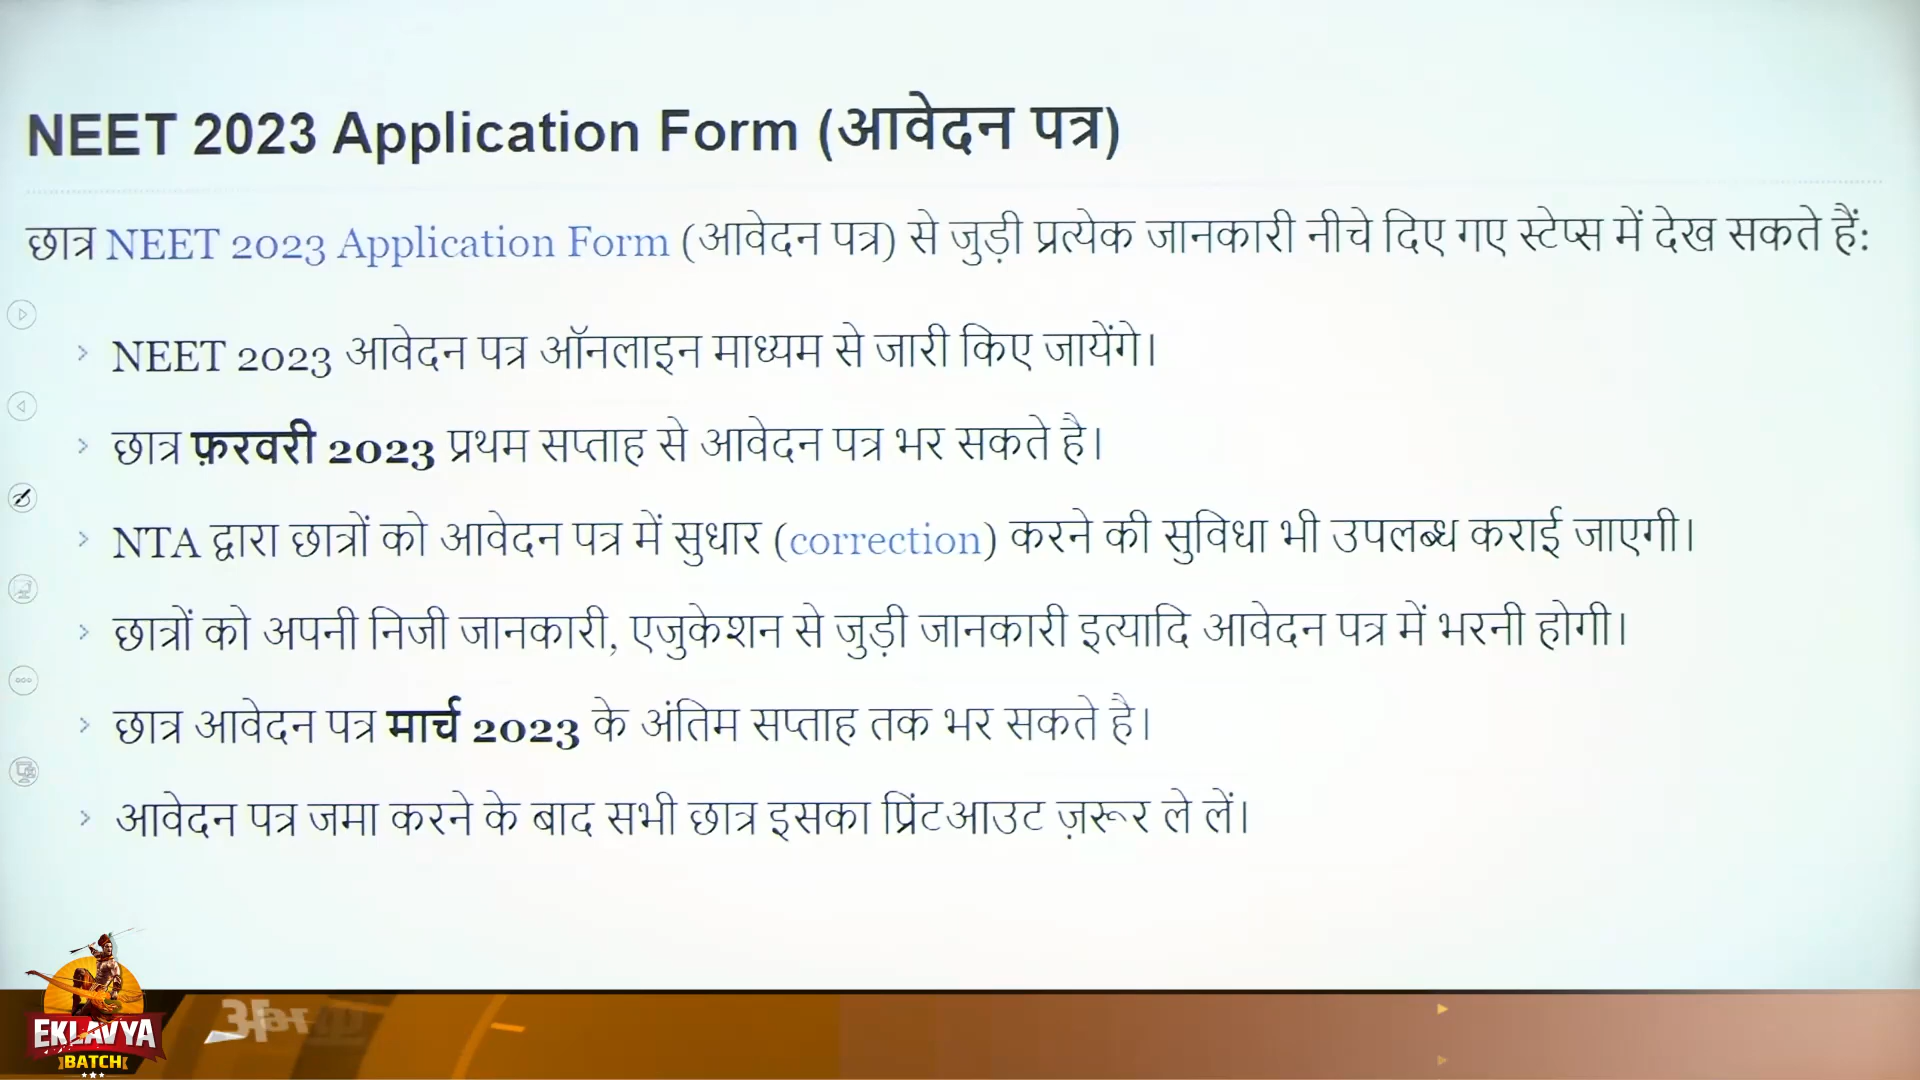 NEET 2023 Application Form (आवेदन पत्र)
छात्र NEET 2023 Application Form (आवेदन पत्र) से जुड़ी प्रत्येक जानकारी नीचे दिए गए स्टेप्स में देख सकते हैं:
NEET 2023 आवेदन पत्र ऑनलाइन माध्यम से जारी किए जायेंगे।
छात्र फ़रवरी 2023 प्रथम सप्ताह से आवेदन पत्र भर सकते है।
NTA द्वारा छात्रों को आवेदन पत्र में सुधार (correction) करने की सुविधा भी उपलब्ध कराई जाएगी।
छात्रों को अपनी निजी जानकारी, एजुकेशन से जुड़ी जानकारी इत्यादि आवेदन पत्र में भरनी होगी।
छात्र आवेदन पत्र मार्च 2023 के अंतिम सप्ताह तक भर सकते है।
आवेदन पत्र जमा करने के बाद सभी छात्र इसका प्रिंटआउट ज़रूर ले लें।
EKLAVYA
BATCH